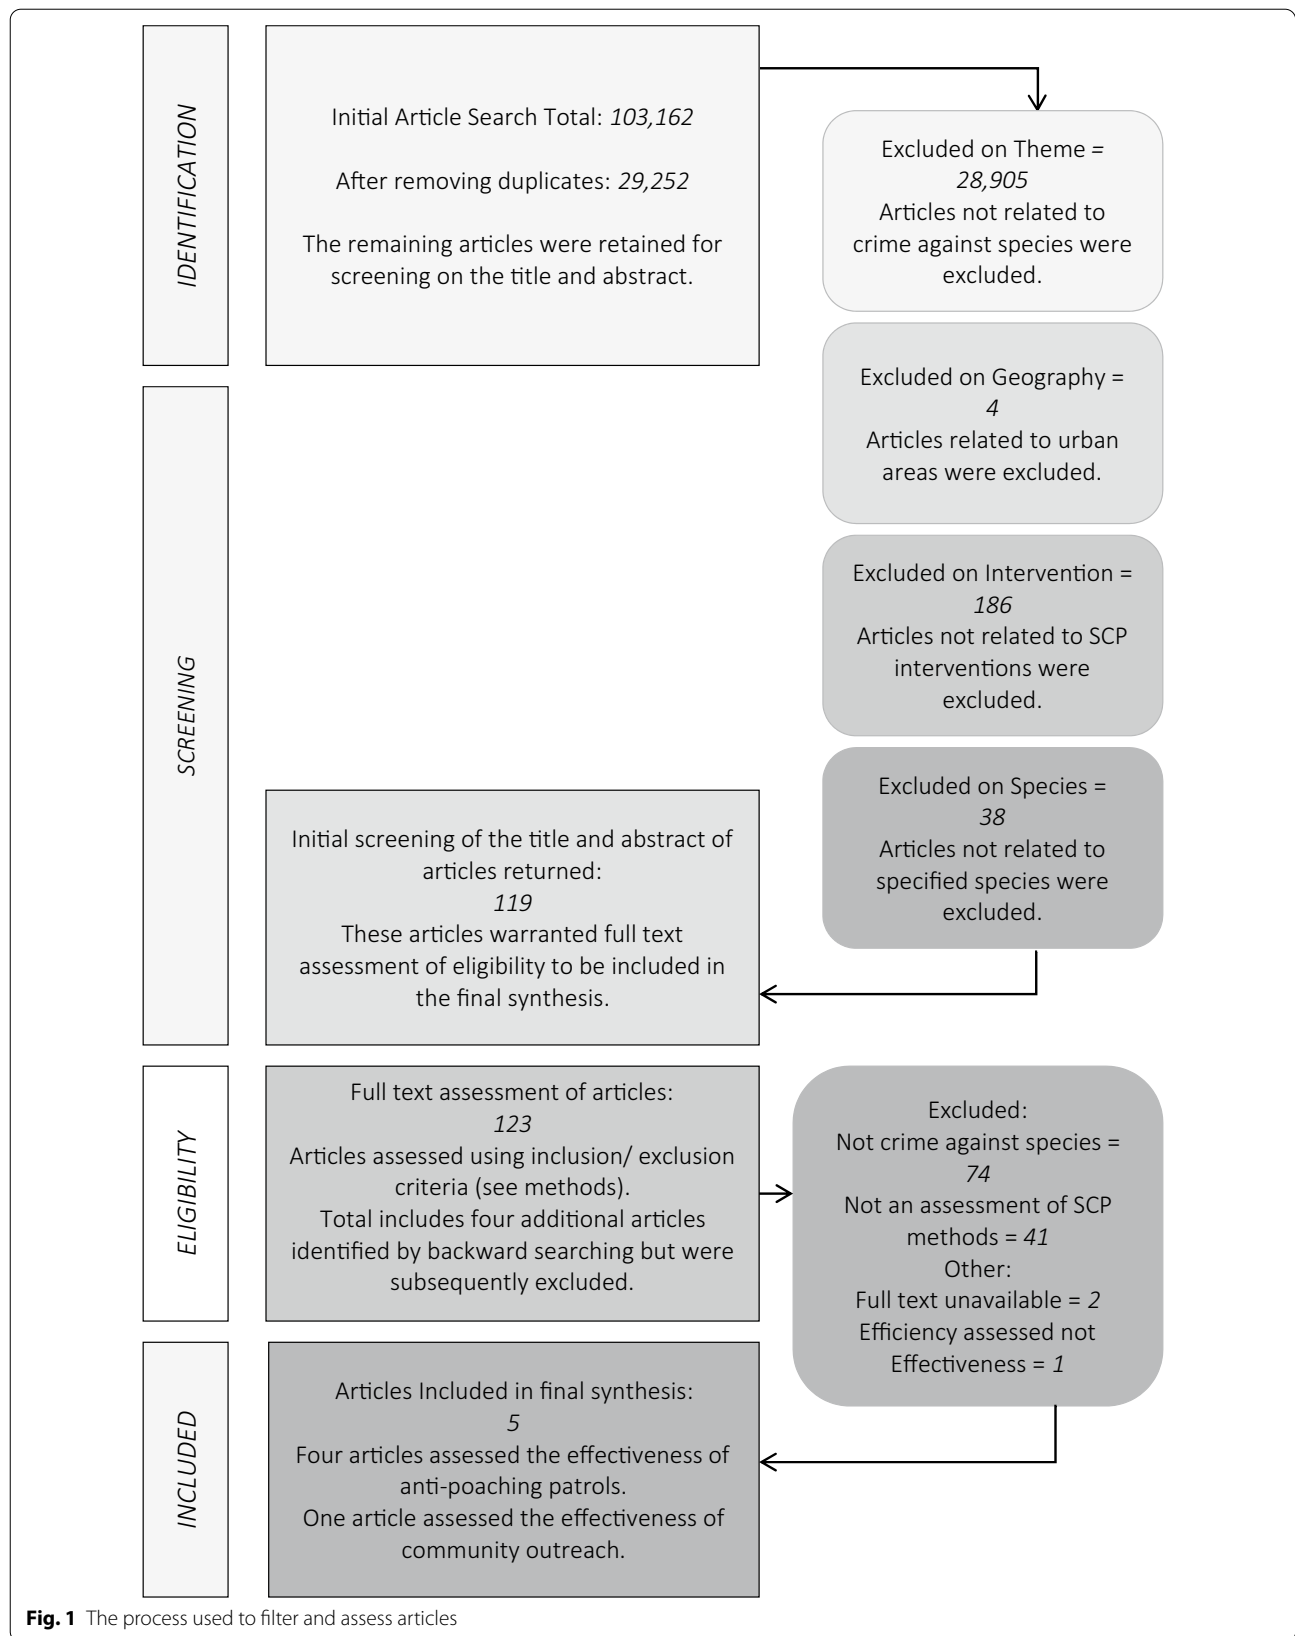 IDENTIFICATION
Initial Article Search Total: 103,162
After removing duplicates: 29,252
The remaining articles were retained for
screening on the title and abstract.
Excluded on Theme =
28,905
Articles not related to
crime against species were
excluded.
SCREENING
Excluded on Geography =
4
Articles related to urban
areas were excluded.
Excluded on Intervention =
186
Articles not related to SCP
interventions were
excluded.
Excluded on Species =
38
Articles not related to
specified species were
excluded.
Initial screening of the title and abstract of
articles returned:
119
These articles warranted full text
assessment of eligibility to be included in
the final synthesis.
ELIGIBILITY
Full text assessment of articles:
123
Articles assessed using inclusion/ exclusion
criteria (see methods).
Total includes four additional articles
identified by backward searching but were
subsequently excluded.
Excluded:
Not crime against species =
74
Not an assessment of SCP
methods = 41
Other:
Full text unavailable = 2
Efficiency assessed not
Effectiveness = 1
INCLUDED
Articles Included in final synthesis:
5
Four articles assessed the effectiveness of
anti-poaching patrols.
One article assessed the effectiveness of
community outreach.
Fig. 1 The process used to filter and assess articles